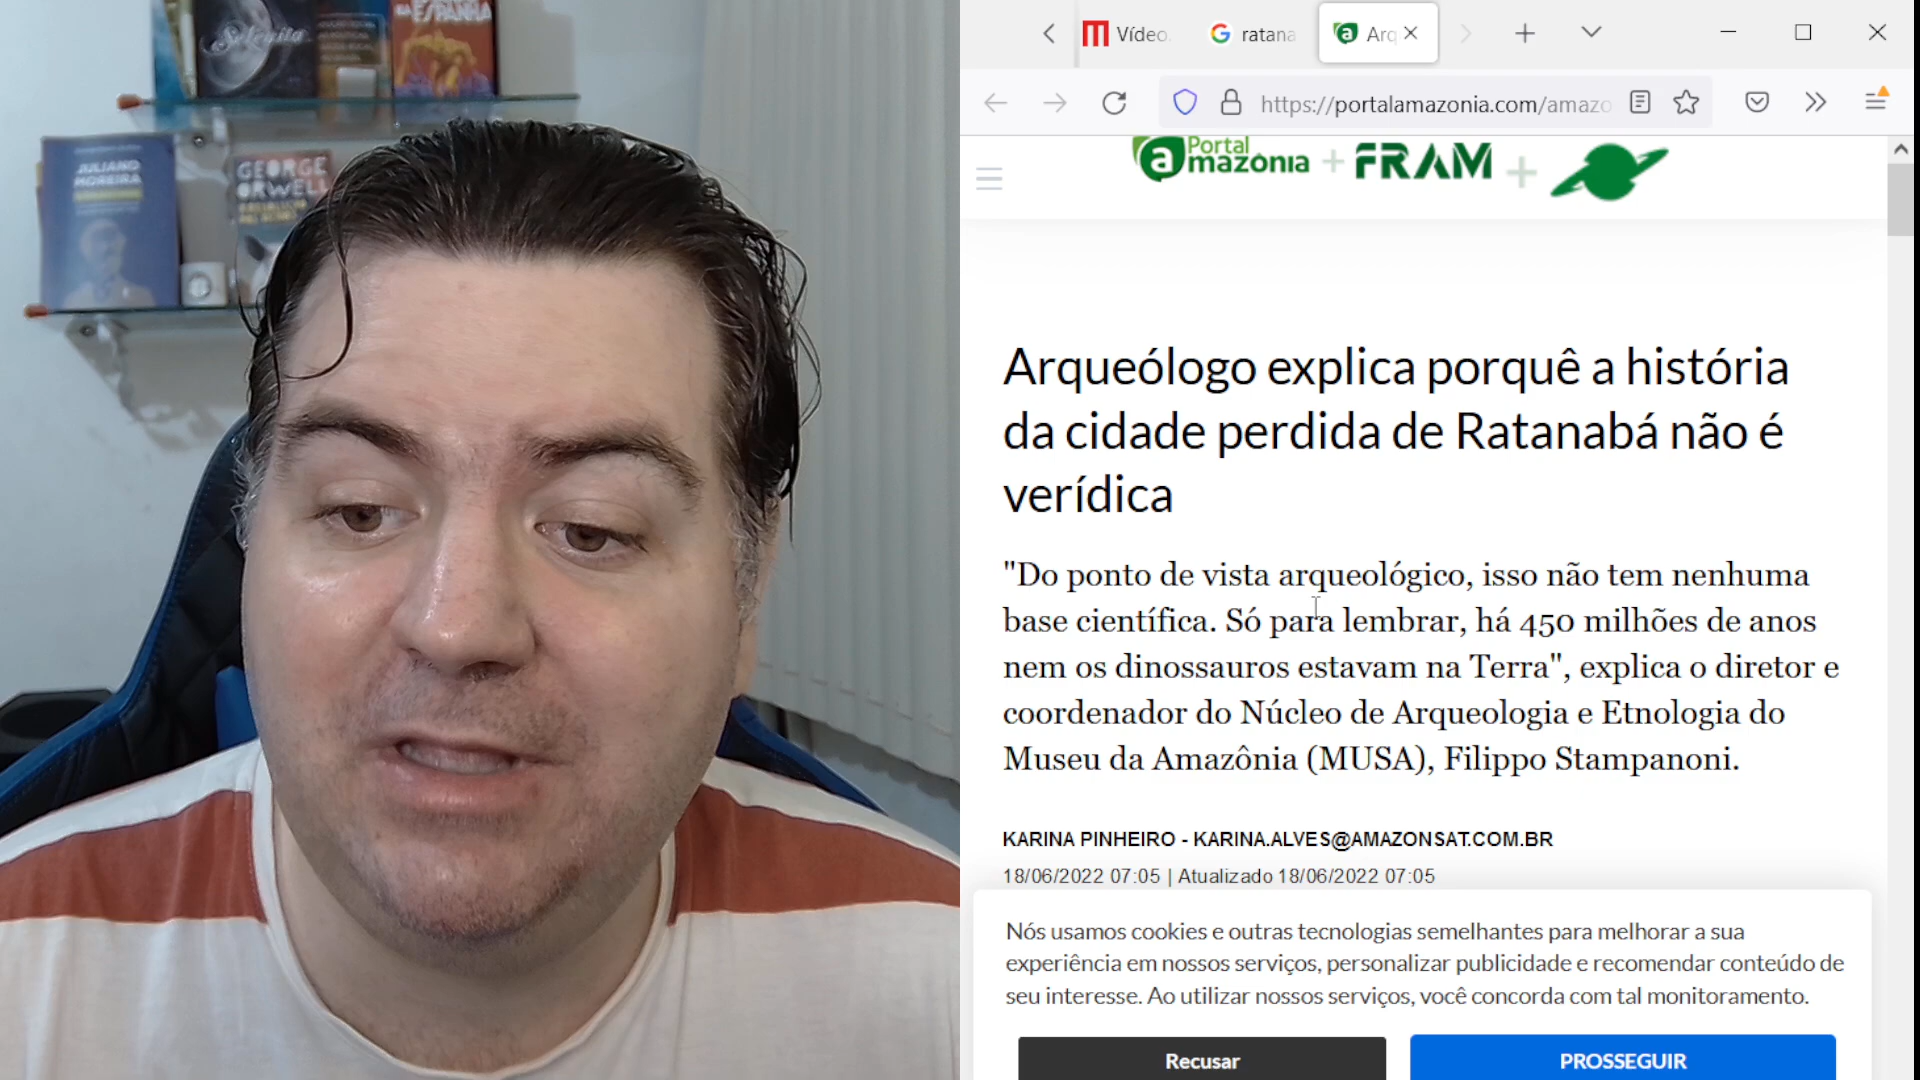 Selenita
ESPANHA
JULIANO
MOREIRA
GEORGE
ORWELL
Vídeo
ratana
Arq
https://portalamazonia.com/amazo
Portal
amazônia + FRAM +
Arqueólogo explica porquê a história
da cidade perdida de Ratanabá não é
verídica
"Do ponto de vista arqueológico, isso não tem nenhuma
base científica. Só para lembrar, há 450 milhões de anos
nem os dinossauros estavam na Terra", explica o diretor e
coordenador do Núcleo de Arqueologia e Etnologia do
Museu da Amazônia (MUSA), Filippo Stampanoni.
KARINA PINHEIRO - KARINA.ALVES@AMAZONSAT.COM.BR
18/06/2022 07:05 | Atualizado 18/06/2022 07:05
Nós usamos cookies e outras tecnologias semelhantes para melhorar a sua
experiência em nossos serviços, personalizar publicidade e recomendar conteúdo de
seu interesse. Ao utilizar nossos serviços, você concorda com tal monitoramento.
Recusar
PROSSEGUIR